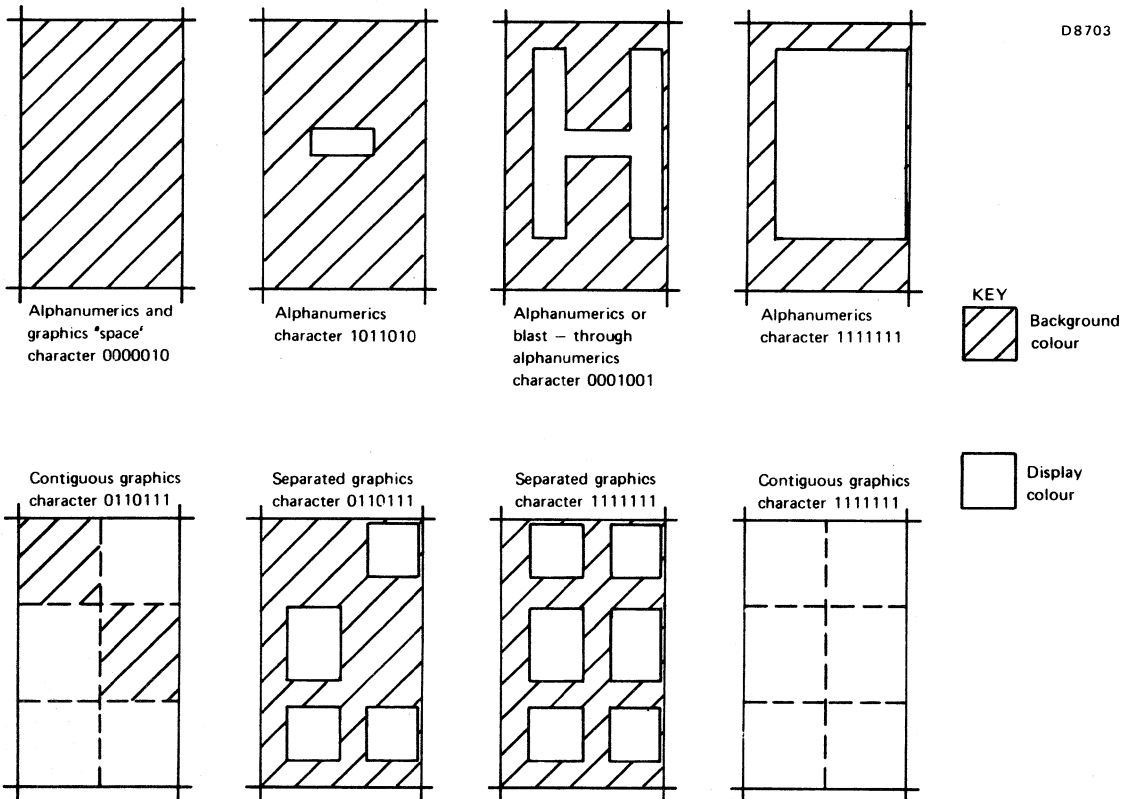 D8703
Alphanumerics and
graphics 'space'
character 0000010
Alphanumerics
character 1011010
Alphanumerics or
blast – through
alphanumerics
character 0001001
Alphanumerics
character 1111111
KEY
Background
colour
Display
colour
Contiguous graphics
character 0110111
Separated graphics
character 0110111
Separated graphics
character 1111111
Contiguous graphics
character 1111111